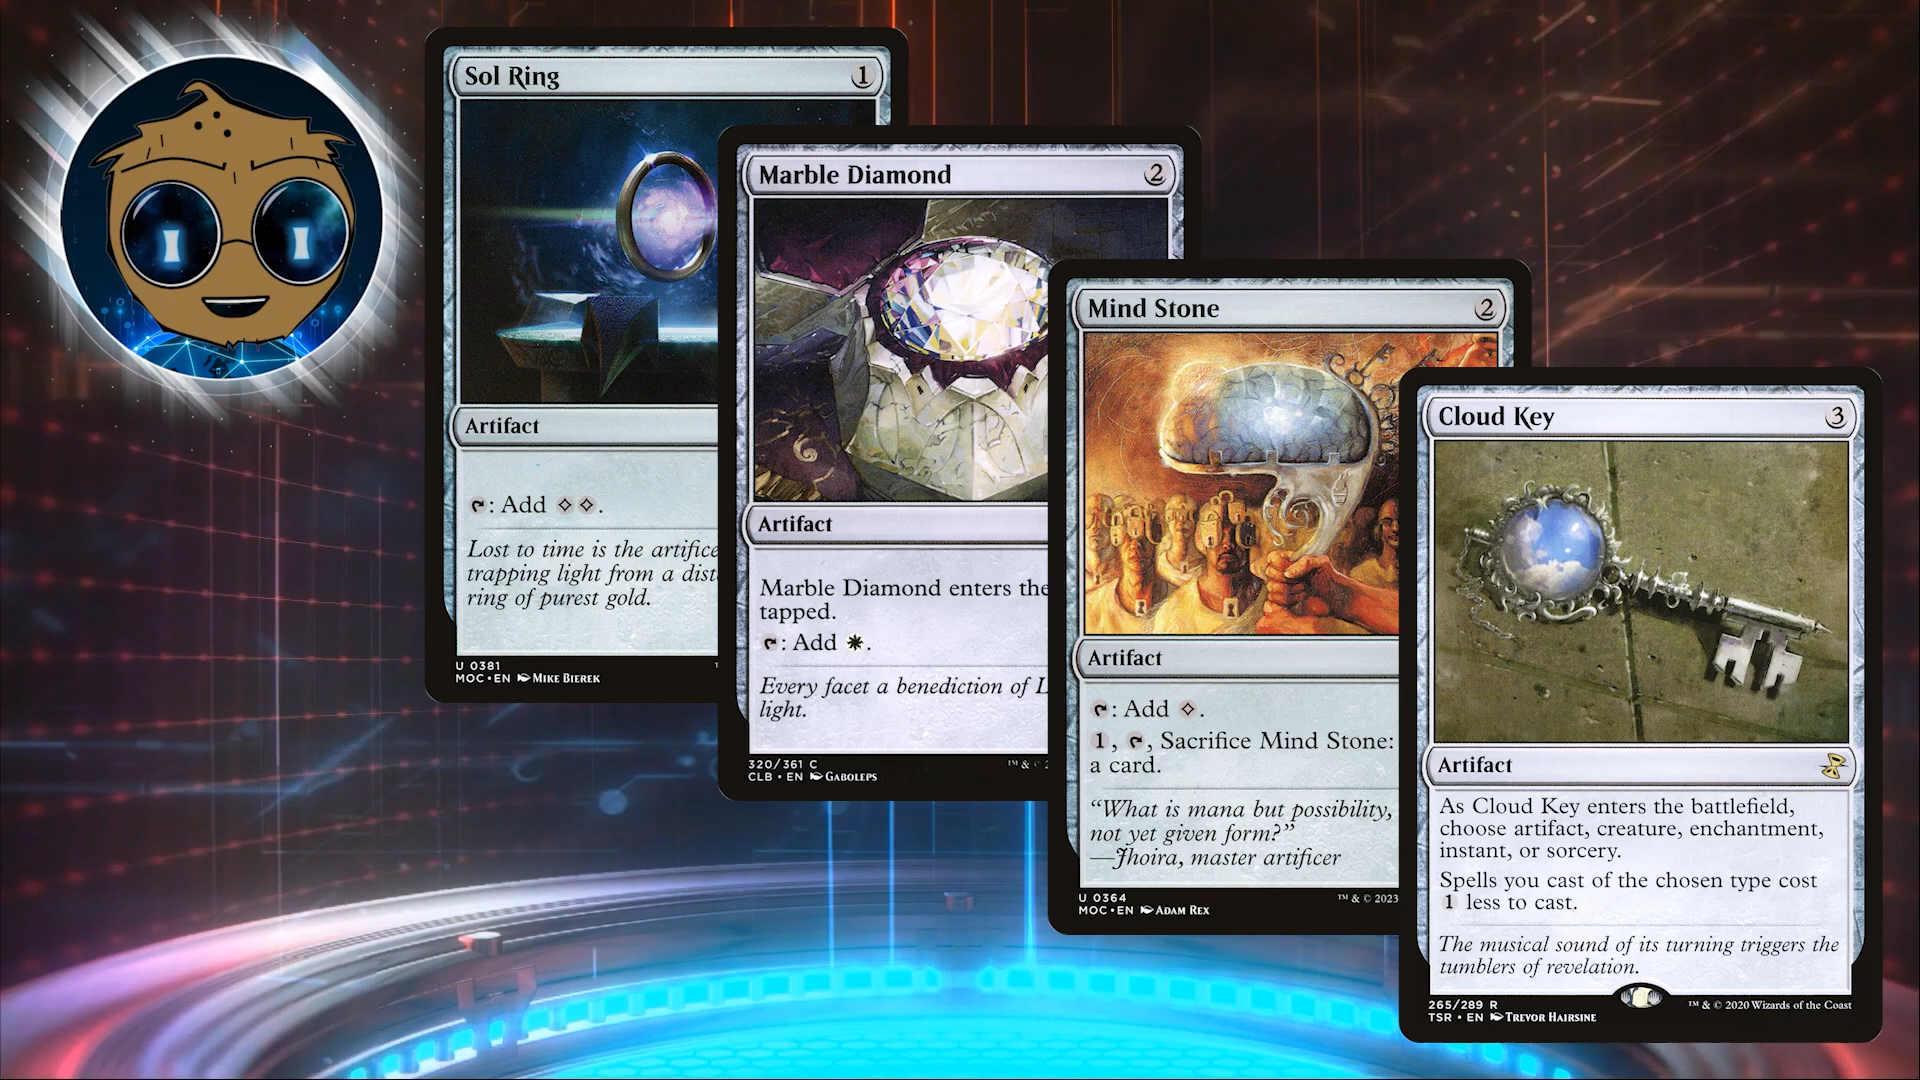 Sol Ring 1
Artifact
: Add .
Lost to time is the artifice
trapping light from a dist
ring of purest gold.
U 0381
MOC • EN MIKE BIEREK
Marble Diamond 2
Artifact
Marble Diamond enters the
tapped.
: Add .
Every facet a benediction of L
light.
320/361 C
CLB • EN GABOLEPS
™ & © 2
Mind Stone 2
Artifact
: Add .
1, , Sacrifice Mind Stone:
a card.
“What is mana but possibility,
not yet given form?”
—Jhoira, master artificer
U 0364
MOC • EN ADAM REX
™ & © 2023
Cloud Key 3
Artifact
As Cloud Key enters the battlefield,
choose artifact, creature, enchantment,
instant, or sorcery.
Spells you cast of the chosen type cost
1 less to cast.
The musical sound of its turning triggers the
tumblers of revelation.
265/289 R
TSR • EN TREVOR HAIRSINE
™ & © 2020 Wizards of the Coast